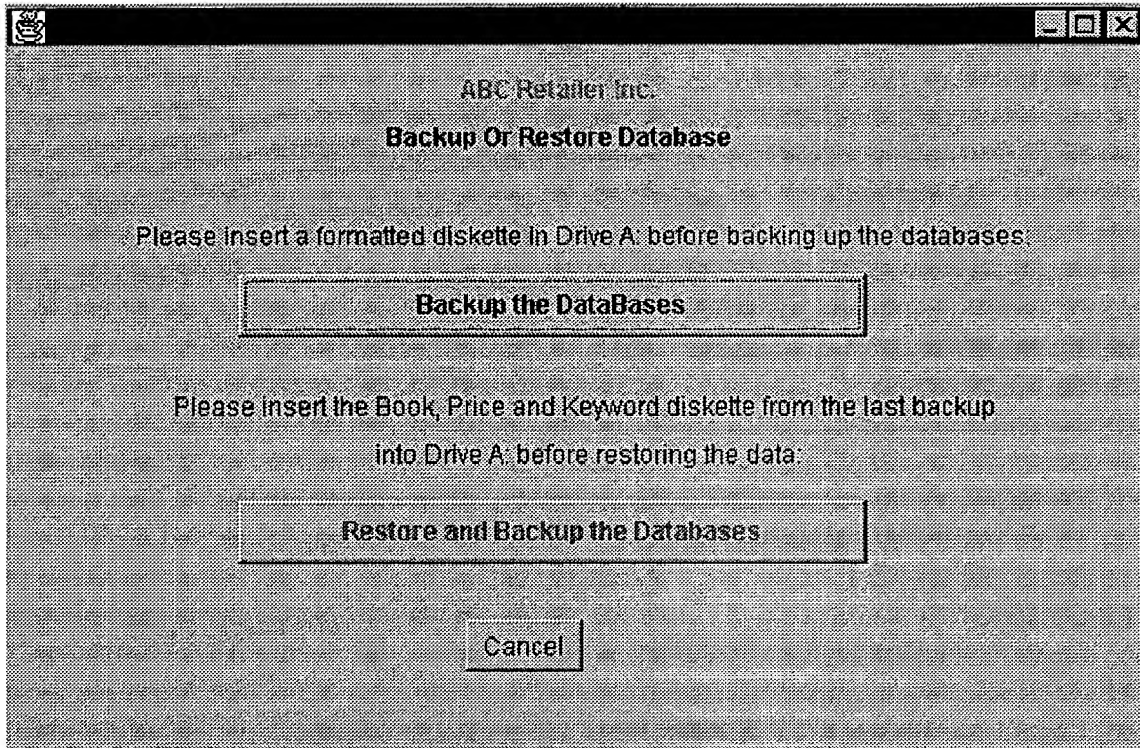 ABC Retailer Inc.
Backup Or Restore Database
Please insert a formatted diskette in Drive A: before backing up the databases:
Backup the DataBases
Please insert the Book, Price and Keyword diskette from the last backup
into Drive A: before restoring the data:
Restore and Backup the Databases
Cancel